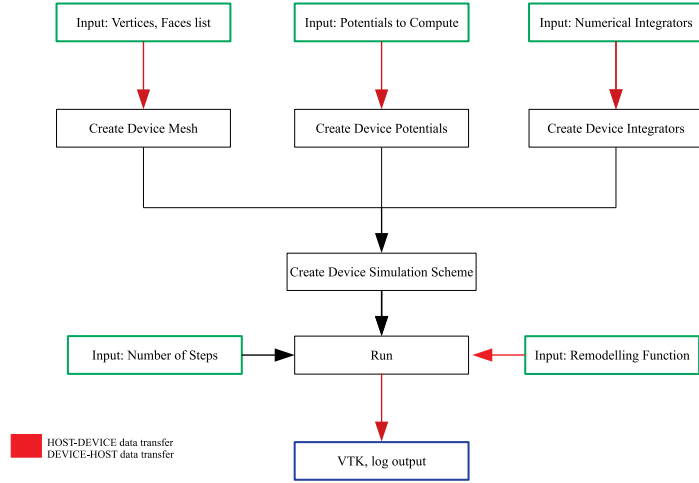 Input: Vertices, Faces list
Input: Potentials to Compute
Input: Numerical Integrators
Create Device Mesh
Create Device Potentials
Create Device Integrators
Create Device Simulation Scheme
Input: Number of Steps
Run
Input: Remodelling Function
HOST-DEVICE data transfer
DEVICE-HOST data transfer
VTK, log output